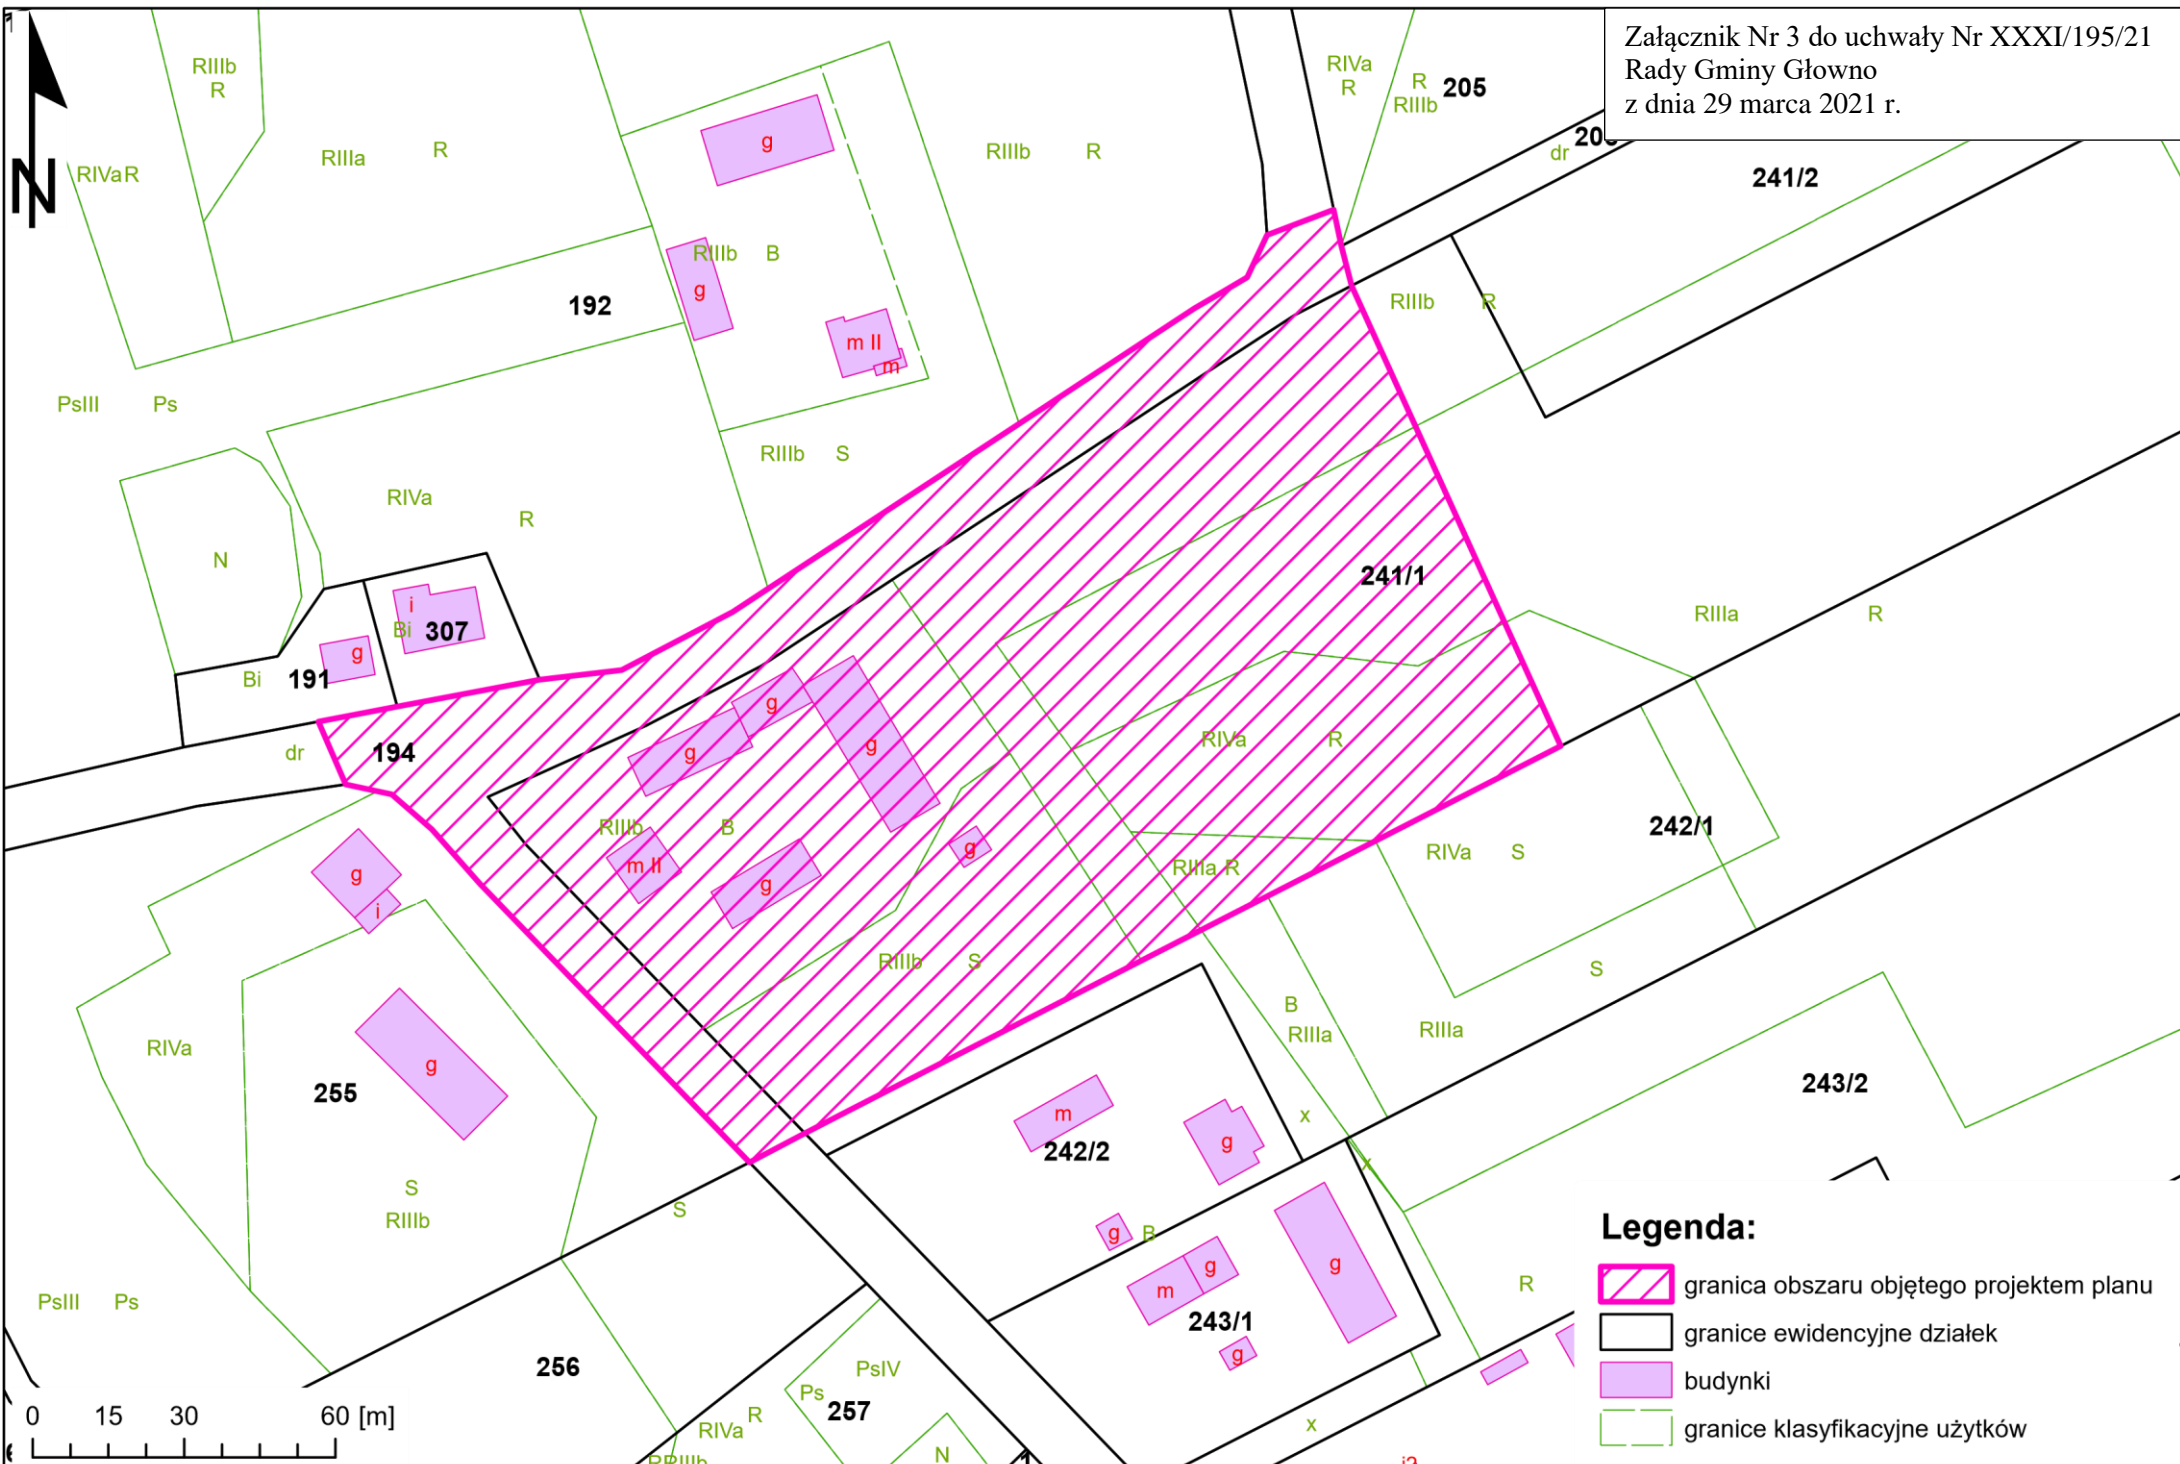 Załącznik Nr 3 do uchwały Nr XXXI/195/21
Rady Gminy Głowno
z dnia 29 marca 2021 r.
N
RIIIb
R
RIVaR
RIIIa R
g
RIIIb R
RIVa
R
R
RIIIb
205
dr
241/2
RIIIb B
g
192
m II
m
RIIIb R
PsIII Ps
RIIIb S
RIVa
R
N
i
Bi
307
g
Bi
191
241/1
RIIIa R
dr
194
g
g
g
RIVa R
RIIIb B
m II
g
g
RIIIa R
242/1
RIVa S
g
i
RIIIb S
S
B
RIIIa
RIIIa
RIVa
g
255
243/2
m
242/2
g
x
x
S
RIIIb
S
g
B
g
m
g
243/1
g
R
PsIII Ps
256
PsIV
Ps
257
R
RIVa
N
x
Legenda:
granica obszaru objętego projektem planu
granice ewidencyjne działek
budynki
granice klasyfikacyjne użytków
0 15 30 60 [m]